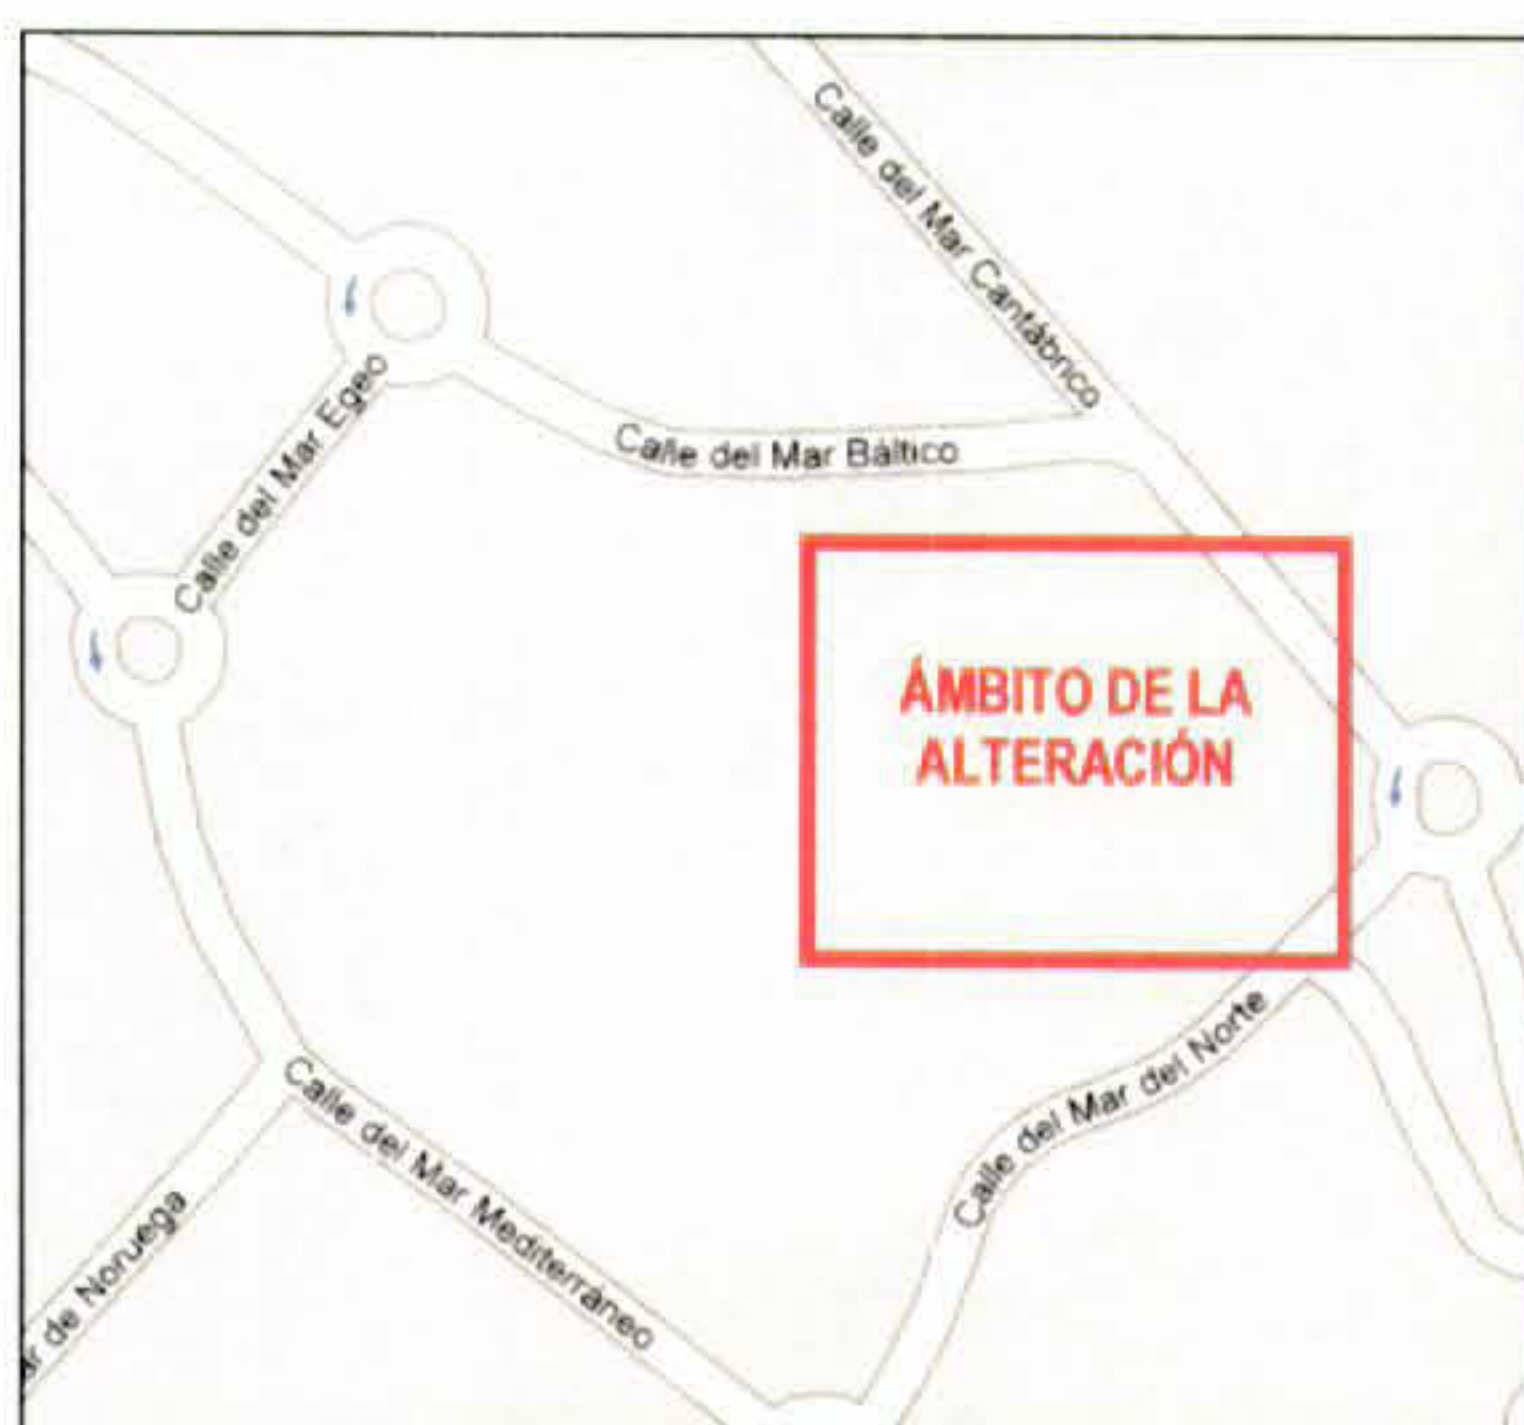 Calle del Mar Cantábrico
Calle del Mar Egeo
Calle del Mar Báltico
ÁMBITO DE LA
ALTERACIÓN
Calle del Mar del Norte
Calle del Mar Mediterráneo
ar de Noruega